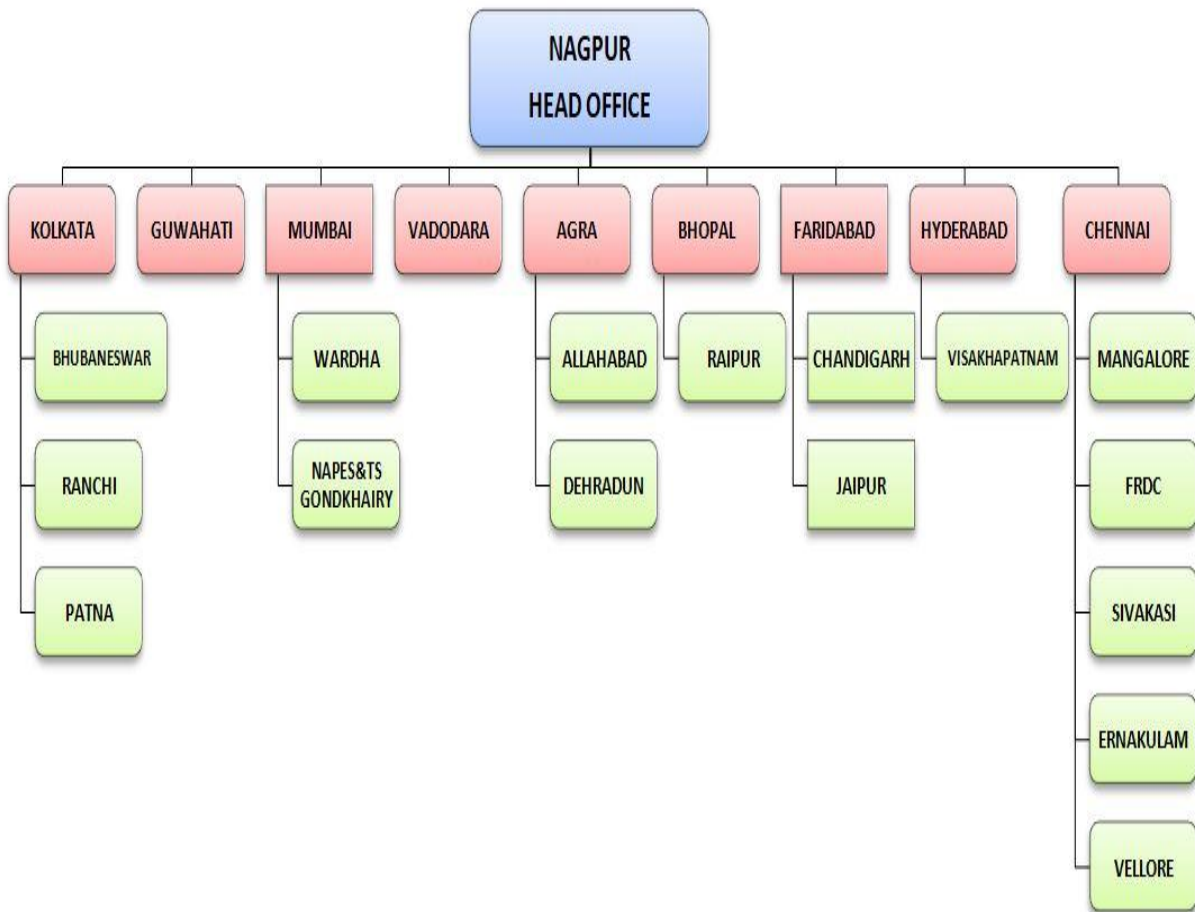 NAGPUR
HEAD OFFICE
KOLKATA
GUWAHATI
MUMBAI
VADODARA
AGRA
BHOPAL
FARIDABAD
HYDERABAD
CHENNAI
BHUBANESWAR
WARDHA
ALLAHABAD
RAIPUR
CHANDIGARH
VISAKHAPATNAM
MANGALORE
RANCHI
NAPES&TS
GONDKHAIRY
DEHRADUN
JAIPUR
FRDC
PATNA
SIVAKASI
ERNAKULAM
VELLORE